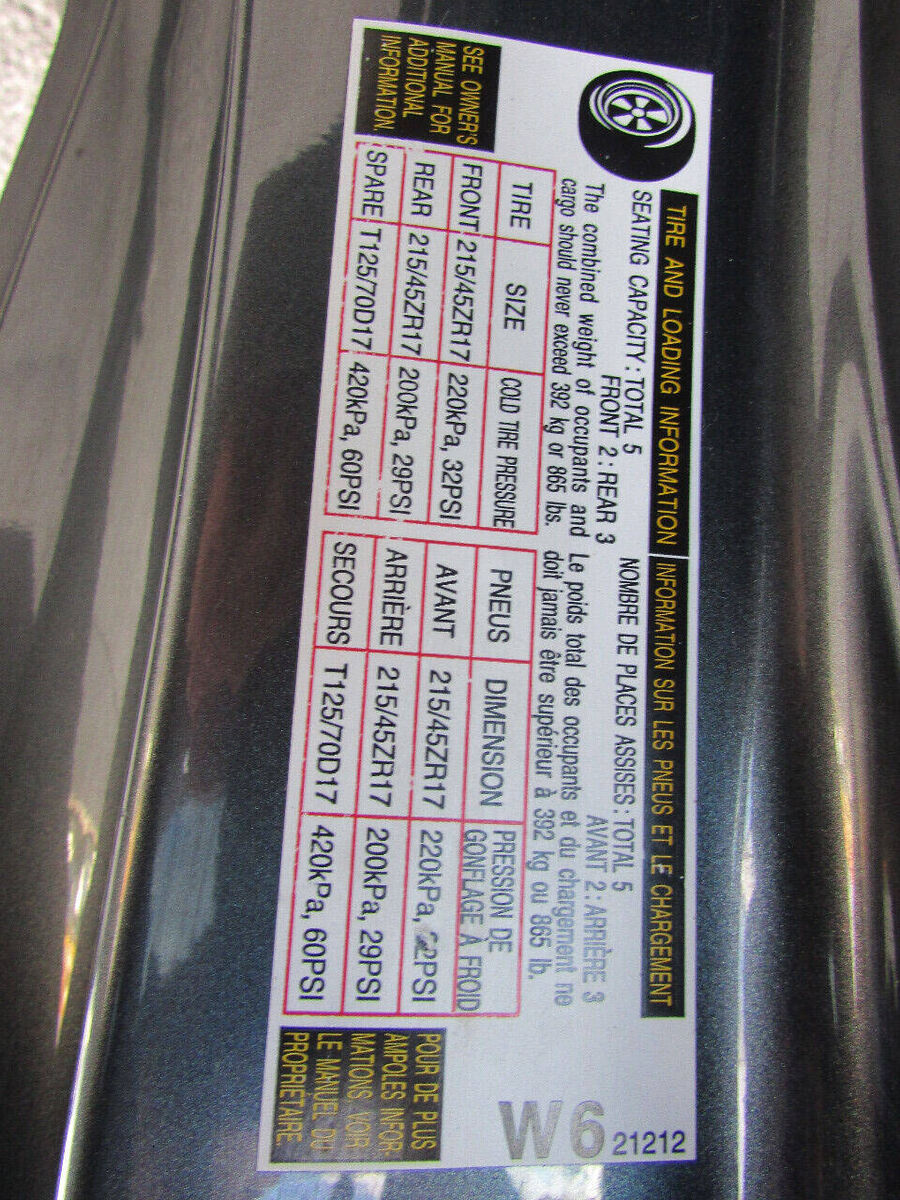 TIRE AND LOADING INFORMATION
SEATING CAPACITY : TOTAL 5
FRONT 2 : REAR 3
The combined weight of occupants and
cargo should never exceed 392 kg or 865 lbs.
TIRE SIZE COLD TIRE PRESSURE
FRONT 215/45ZR17 220kPa, 32PSI
REAR 215/45ZR17 200kPa, 29PSI
SPARE T125/70D17 420kPa, 60PSI
SEE OWNER'S
MANUAL FOR
ADDITIONAL
INFORMATION.
INFORMATION SUR LES PNEUS ET LE CHARGEMENT
NOMBRE DE PLACES ASSISES : TOTAL 5
AVANT 2 : ARRIÈRE 3
Le poids total des occupants et du chargement ne
doit jamais être supérieur à 392 kg ou 865 lb.
PNEUS DIMENSION PRESSION DE
GONFLAGE À FROID
AVANT 215/45ZR17 220kPa, 2PSI
ARRIÈRE 215/45ZR17 200kPa, 29PSI
SECOURS T125/70D17 420kPa, 60PSI
POUR DE PLUS
AMPOLES INFOR-
MATIONS, VOIR
LE MANUEL DU
PROPRIETAIRE.
W6 21212